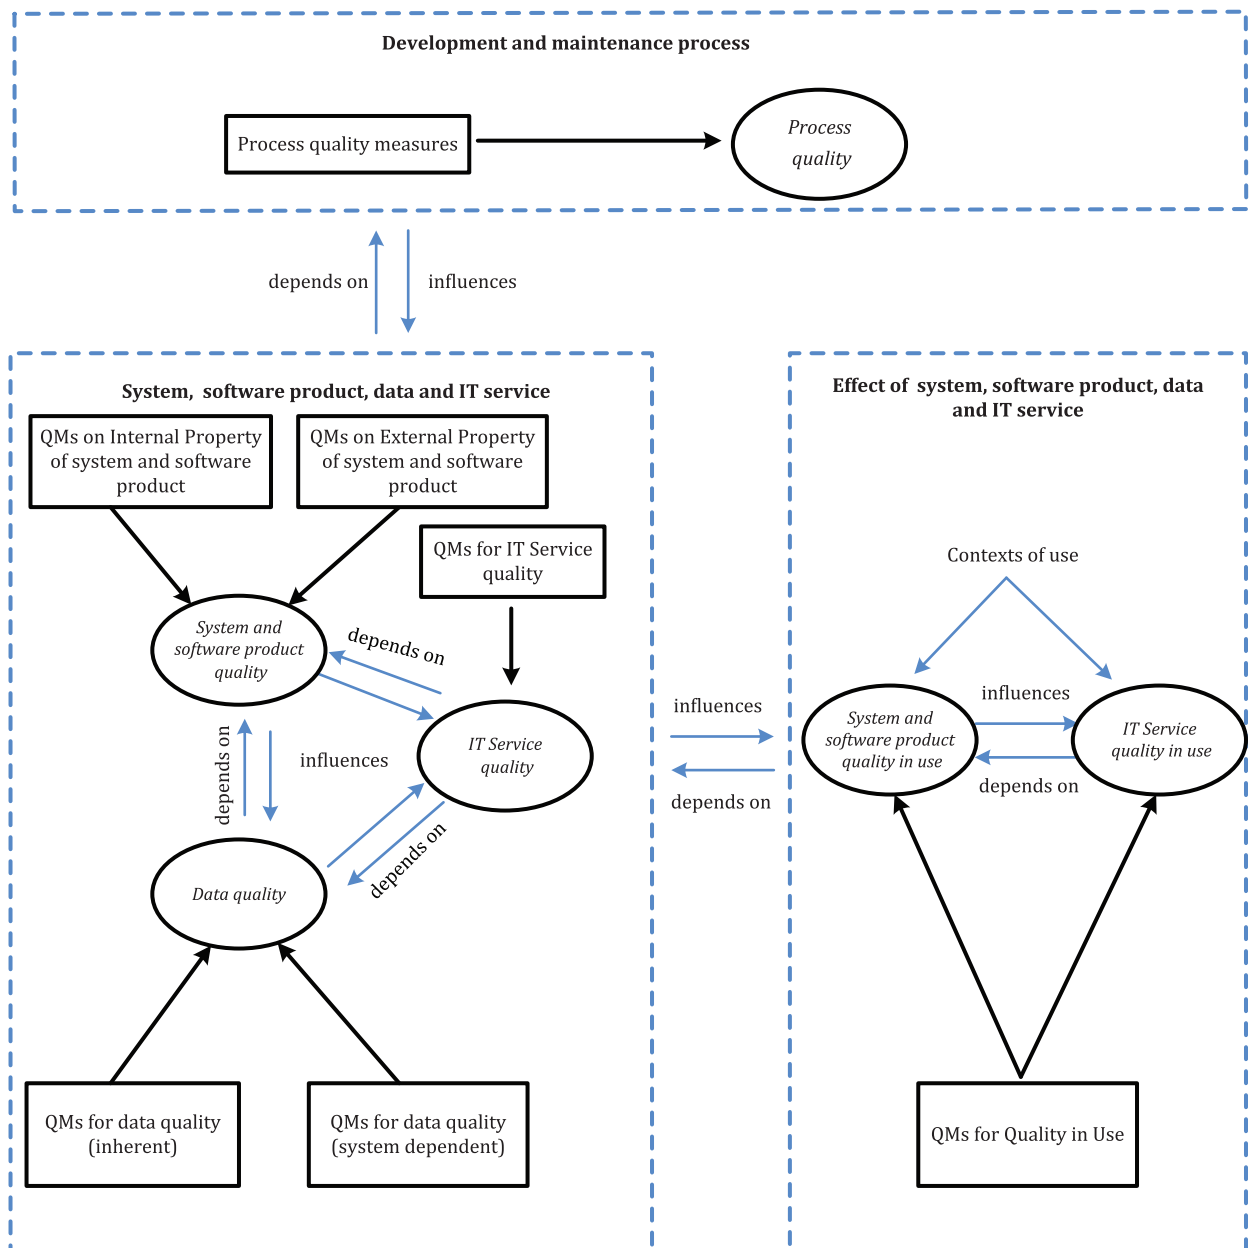 Development and maintenance process
Process quality measures
Process
quality
depends on
influences
System, software product, data and IT service
QMs on Internal Property
of system and software
product
QMs on External Property
of system and software
product
QMs for IT Service
quality
System and
software product
quality
depends on
IT Service
quality
depends on
influences
depends on
Data quality
QMs for data quality
(inherent)
QMs for data quality
(system dependent)
influences
depends on
Effect of system, software product, data
and IT service
Contexts of use
System and
software product
quality in use
influences
depends on
IT Service
quality in use
QMs for Quality in Use